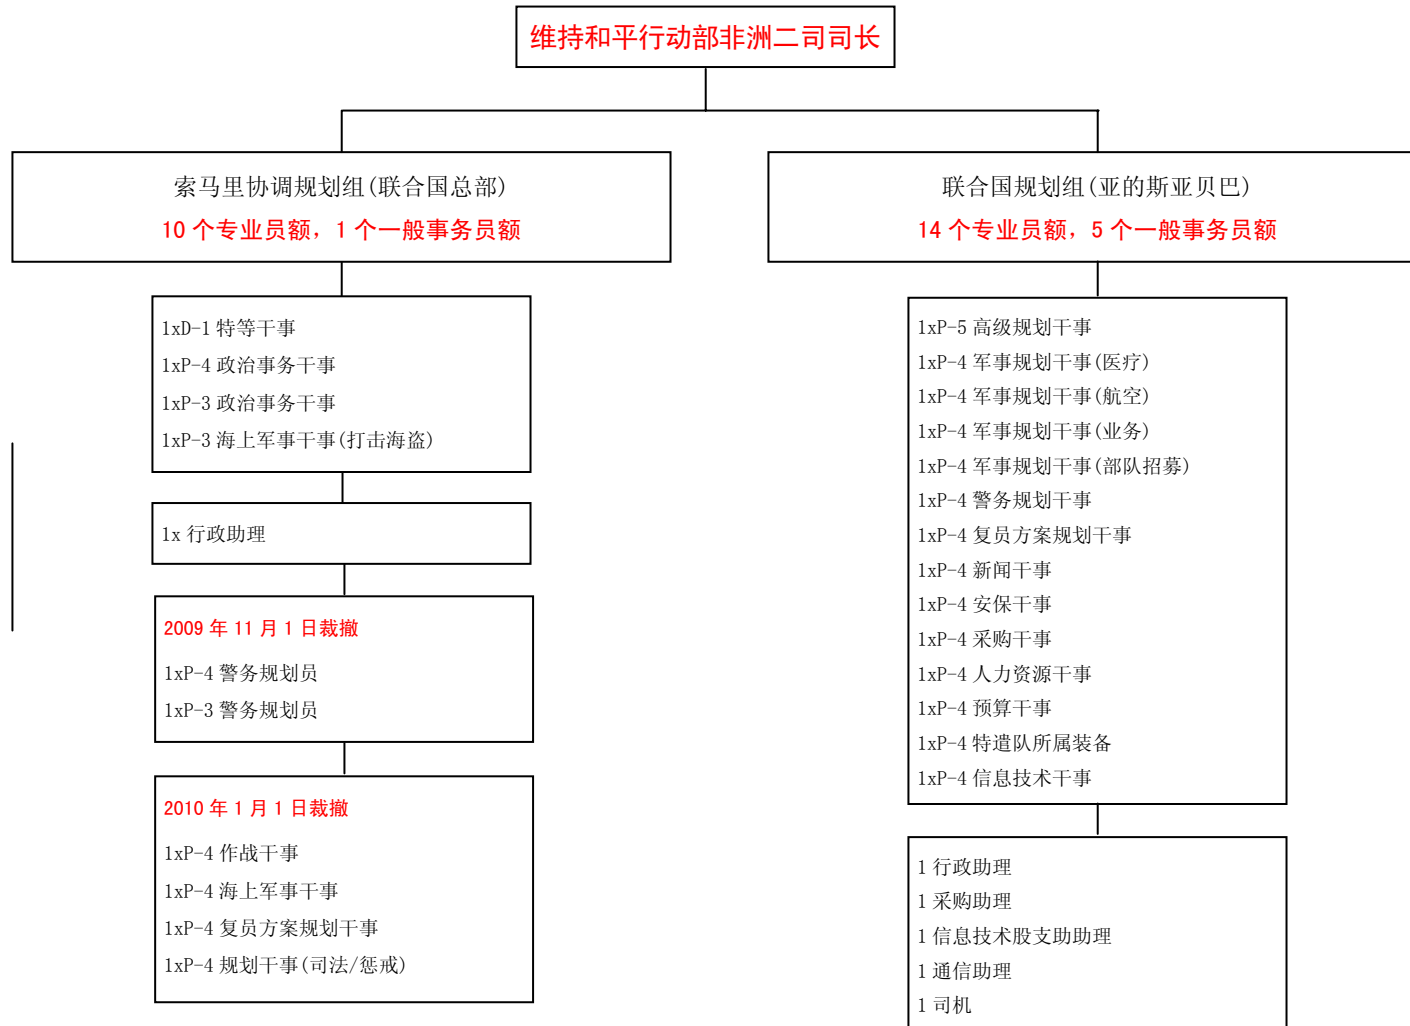 维持和平行动部非洲二司司长
索马里协调规划组(联合国总部)
10 个专业员额，1 个一般事务员额
1xD-1 特等干事
1xP-4 政治事务干事
1xP-3 政治事务干事
1xP-3 海上军事干事(打击海盗)
1x 行政助理
2009 年 11 月 1 日裁撤
1xP-4 警务规划员
1xP-3 警务规划员
2010 年 1 月 1 日裁撤
1xP-4 作战干事
1xP-4 海上军事干事
1xP-4 复员方案规划干事
1xP-4 规划干事(司法/惩戒)
联合国规划组(亚的斯亚贝巴)
14 个专业员额，5 个一般事务员额
1xP-5 高级规划干事
1xP-4 军事规划干事(医疗)
1xP-4 军事规划干事(航空)
1xP-4 军事规划干事(业务)
1xP-4 军事规划干事(部队招募)
1xP-4 警务规划干事
1xP-4 复员方案规划干事
1xP-4 新闻干事
1xP-4 安保干事
1xP-4 采购干事
1xP-4 人力资源干事
1xP-4 预算干事
1xP-4 特遣队所属装备
1xP-4 信息技术干事
1 行政助理
1 采购助理
1 信息技术股支助助理
1 通信助理
1 司机